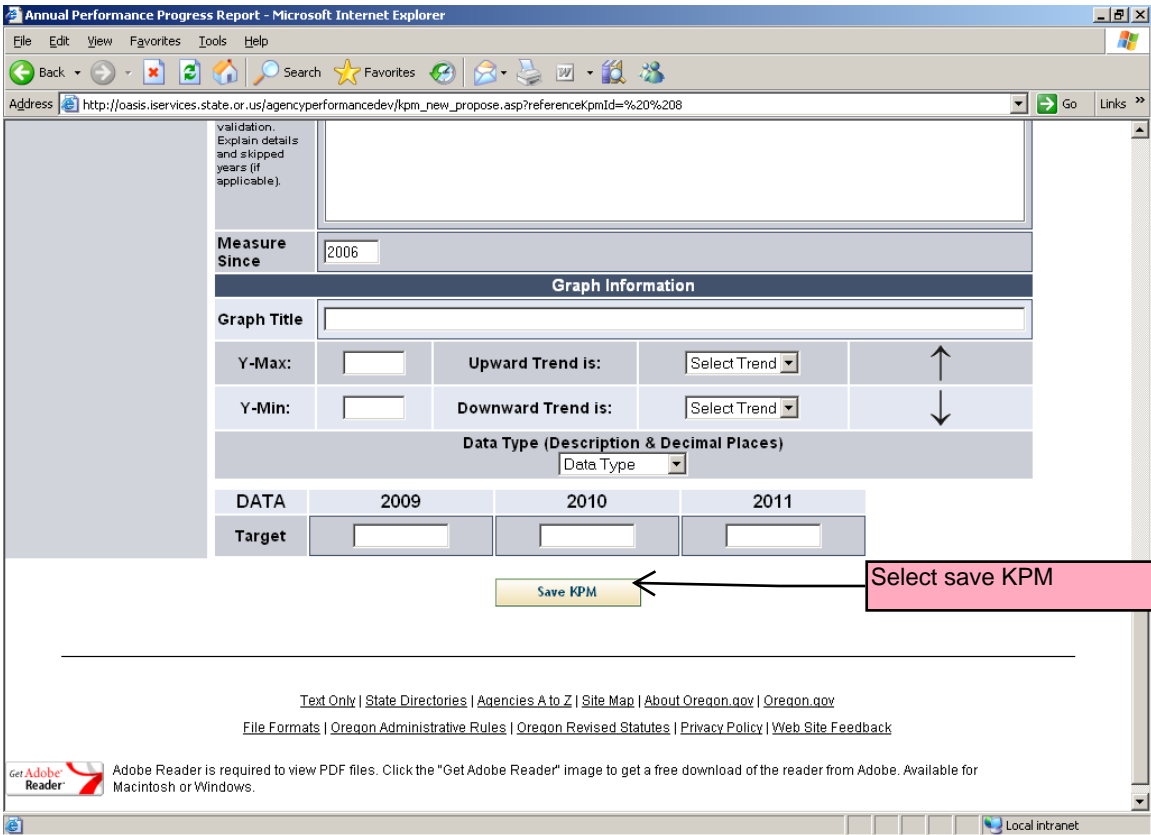 Annual Performance Progress Report - Microsoft Internet Explorer
File Edit View Favorites Tools Help
Back Search Favorites
Address http://oasis.iservices.state.or.us/agencyperformancedev/kpm_new_propose.asp?referenceKpmId=%20%208 Go Links »
validation.
Explain details
and skipped
years (if
applicable).
Measure
Since
2006
Graph Information
Graph Title
Y-Max: Upward Trend is: Select Trend
Y-Min: Downward Trend is: Select Trend
Data Type (Description & Decimal Places)
Data Type
DATA 2009 2010 2011
Target
Save KPM
Select save KPM
Text Only | State Directories | Agencies A to Z | Site Map | About Oregon.gov | Oregon.gov
File Formats | Oregon Administrative Rules | Oregon Revised Statutes | Privacy Policy | Web Site Feedback
Get Adobe
Reader
Adobe Reader is required to view PDF files. Click the "Get Adobe Reader" image to get a free download of the reader from Adobe. Available for
Macintosh or Windows.
Local intranet